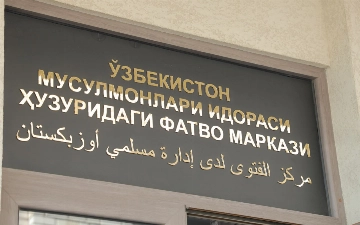 ЎЗБЕКИСТОН
МУСУЛМОНЛАРИ ИДОРАСИ
ҲУЗУРИДАГИ ФАТВО МАРКАЗИ
مركز الفتوى لدى إدارة مسلمي أوزبكستان